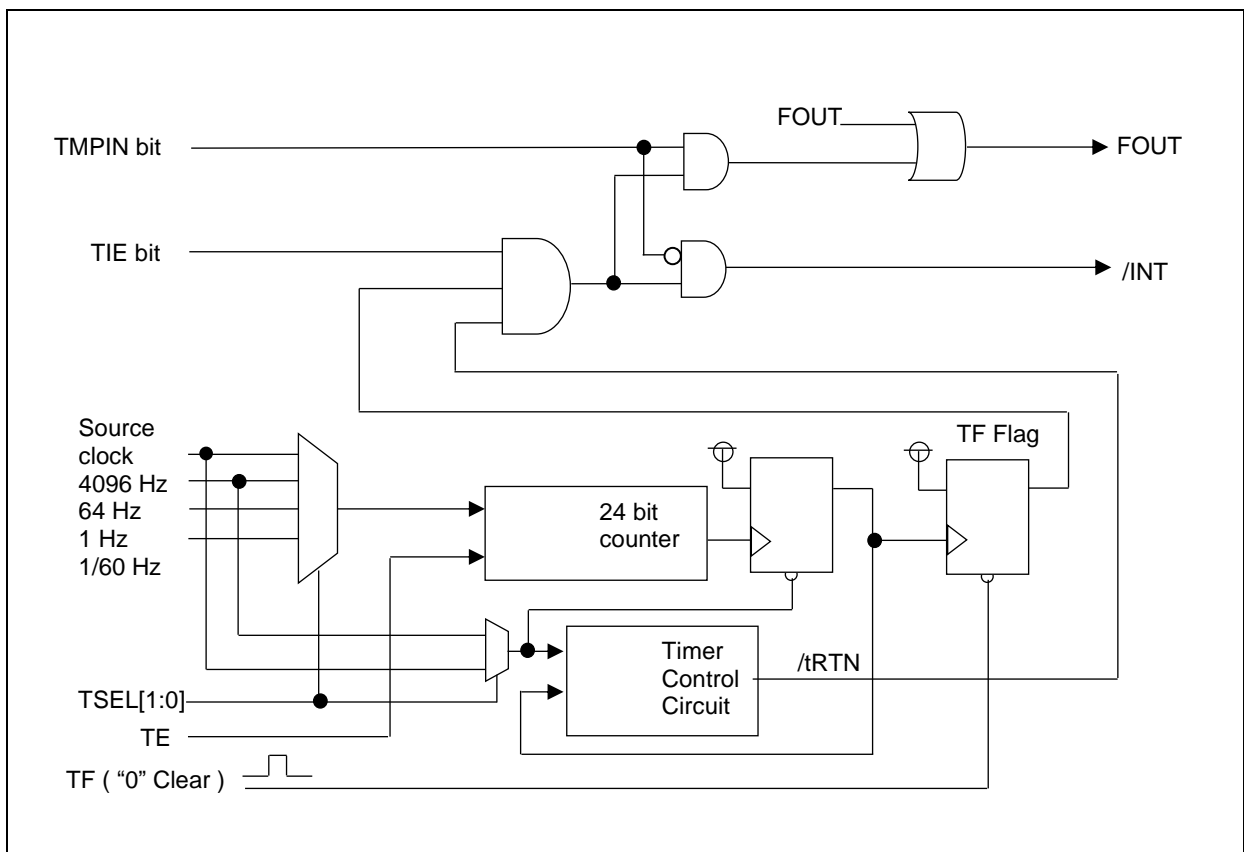 FOUT
TMPIN bit
FOUT
TIE bit
/INT
Source
clock
4096 Hz
64 Hz
1 Hz
1/60 Hz
TF Flag
24 bit
counter
Timer
Control
Circuit
/tRTN
TSEL[1:0]
TE
TF ( “0” Clear )